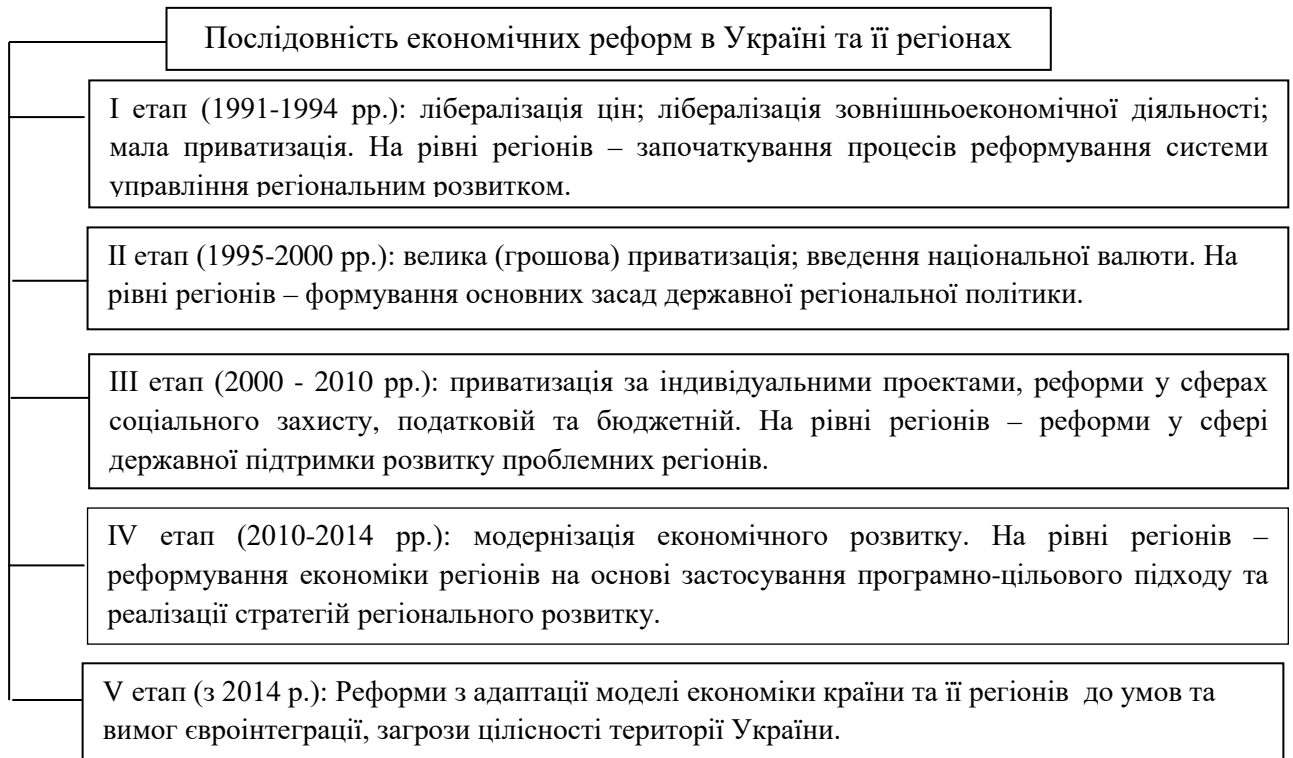 Послідовність економічних реформ в Україні та її регіонах
І етап (1991-1994 рр.): лібералізація цін; лібералізація зовнішньоекономічної діяльності;
мала приватизація. На рівні регіонів – започаткування процесів реформування системи
управління регіональним розвитком.
ІІ етап (1995-2000 рр.): велика (грошова) приватизація; введення національної валюти. На
рівні регіонів – формування основних засад державної регіональної політики.
ІІІ етап (2000 - 2010 рр.): приватизація за індивідуальними проектами, реформи у сферах
соціального захисту, податковій та бюджетній. На рівні регіонів – реформи у сфері
державної підтримки розвитку проблемних регіонів.
IV етап (2010-2014 рр.): модернізація економічного розвитку. На рівні регіонів –
реформування економіки регіонів на основі застосування програмно-цільового підходу та
реалізації стратегій регіонального розвитку.
V етап (з 2014 р.): Реформи з адаптації моделі економіки країни та її регіонів до умов та
вимог євроінтеграції, загрози цілісності території України.